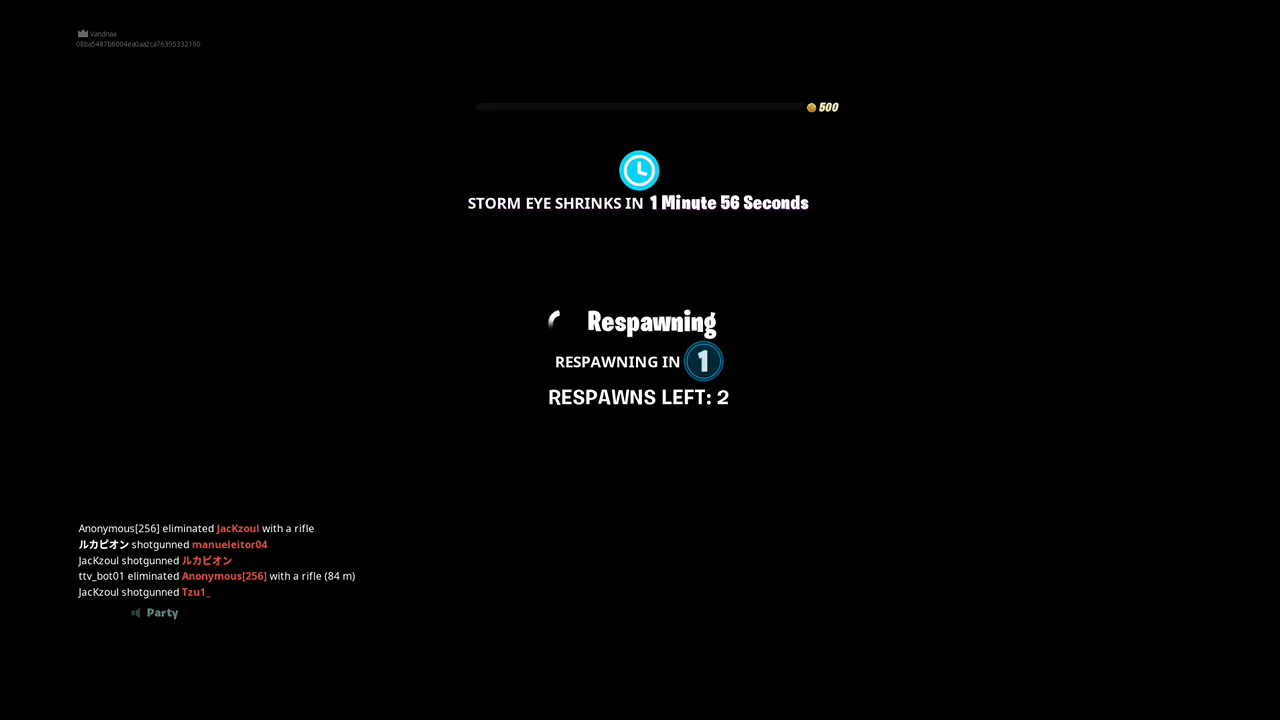 Vandnaa
08ba5487b6004ea0aa2ca76395332160
500
STORM EYE SHRINKS IN 1 Minute 56 Seconds
Respawning
RESPAWNING IN 1
RESPAWNS LEFT: 2
Anonymous[256] eliminated JacKzoul with a rifle
ルカピオン shotgunned manueleitor04
JacKzoul shotgunned ルカピオン
ttv_bot01 eliminated Anonymous[256] with a rifle (84 m)
JacKzoul shotgunned Tzu1_
Party